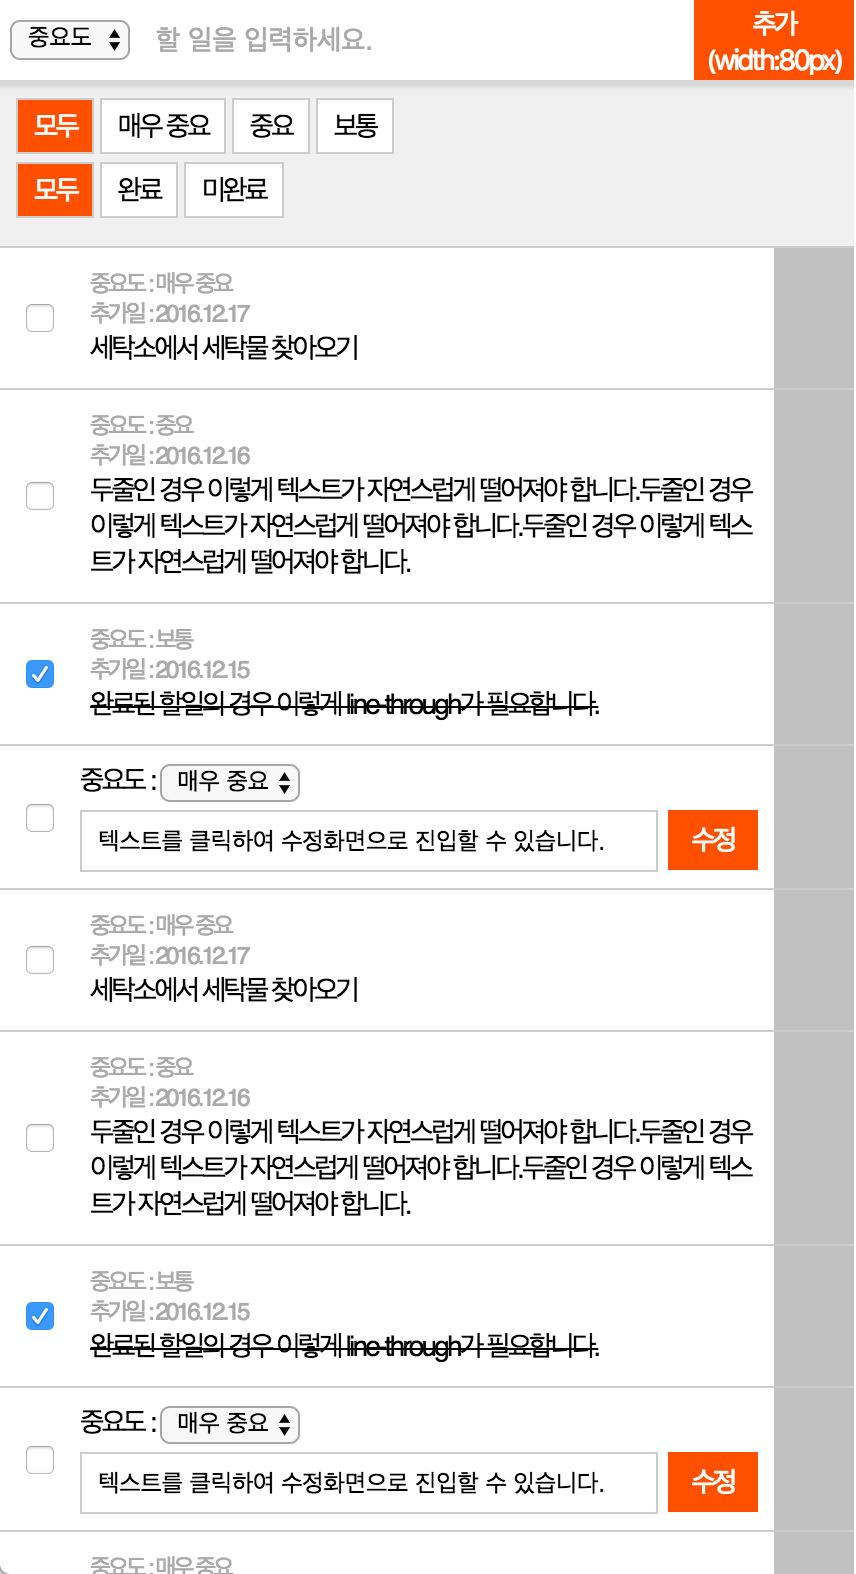 중요도
할 일을 입력하세요.
추가
(width:80px)
모두
매우 중요
중요
보통
모두
완료
미완료
중요도 : 매우 중요
추가일 : 2016.12.17
세탁소에서 세탁물 찾아오기
중요도 : 중요
추가일 : 2016.12.16
두줄인 경우 이렇게 텍스트가 자연스럽게 떨어져야 합니다.두줄인 경우
이렇게 텍스트가 자연스럽게 떨어져야 합니다.두줄인 경우 이렇게 텍스
트가 자연스럽게 떨어져야 합니다.
중요도 : 보통
추가일 : 2016.12.15
완료된 할일의 경우 이렇게 line-through가 필요합니다.
중요도 : 매우 중요
텍스트를 클릭하여 수정화면으로 진입할 수 있습니다.
수정
중요도 : 매우 중요
추가일 : 2016.12.17
세탁소에서 세탁물 찾아오기
중요도 : 중요
추가일 : 2016.12.16
두줄인 경우 이렇게 텍스트가 자연스럽게 떨어져야 합니다.두줄인 경우
이렇게 텍스트가 자연스럽게 떨어져야 합니다.두줄인 경우 이렇게 텍스
트가 자연스럽게 떨어져야 합니다.
중요도 : 보통
추가일 : 2016.12.15
완료된 할일의 경우 이렇게 line-through가 필요합니다.
중요도 : 매우 중요
텍스트를 클릭하여 수정화면으로 진입할 수 있습니다.
수정
중요도 : 매우 중요